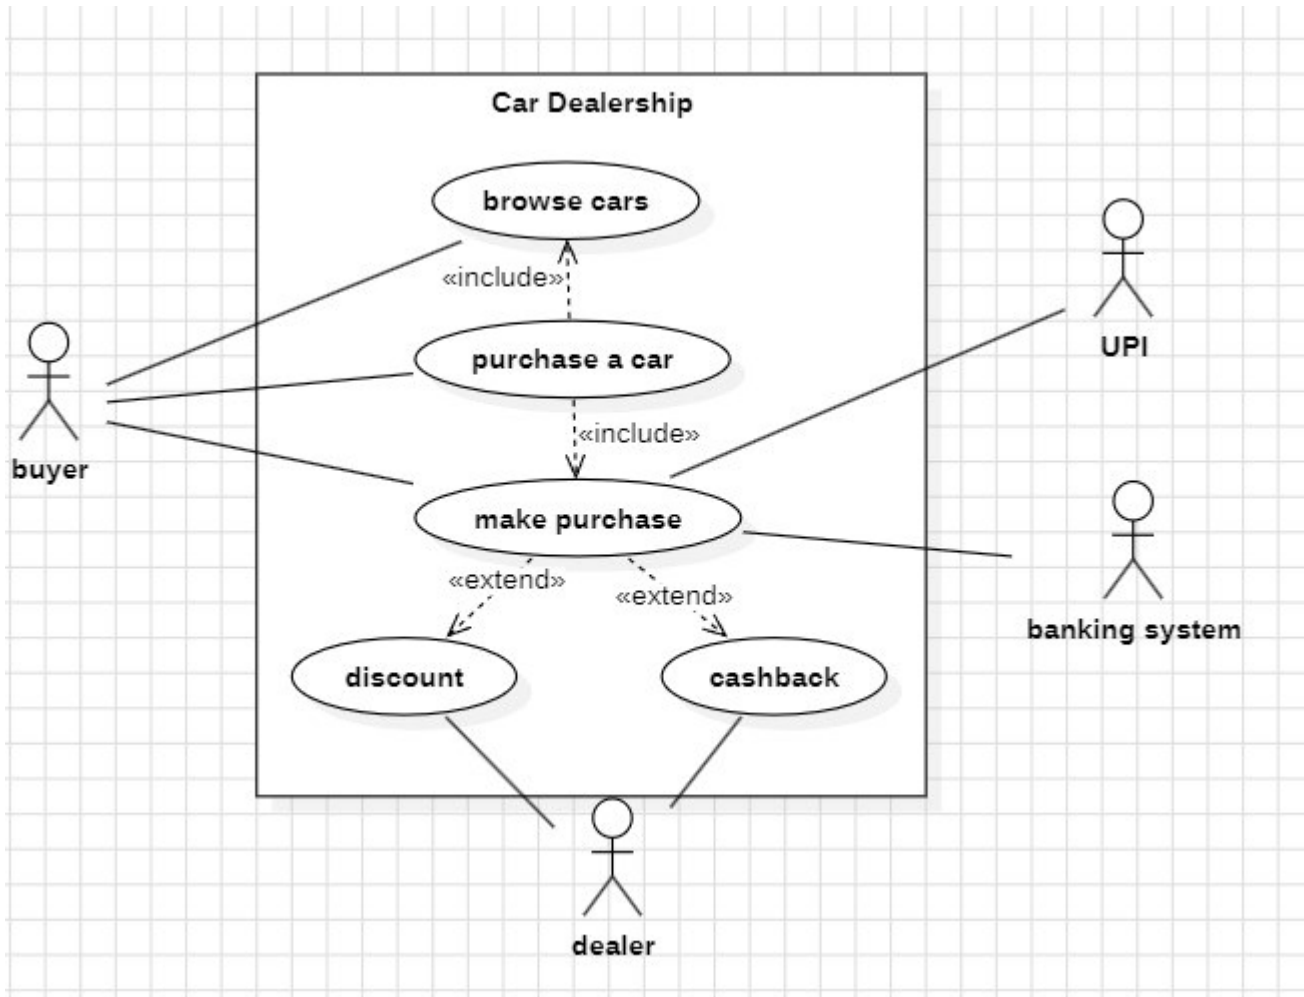 Car Dealership
browse cars
«include»
purchase a car
UPI
«include»
buyer
make purchase
«extend»
«extend»
banking system
discount
cashback
dealer